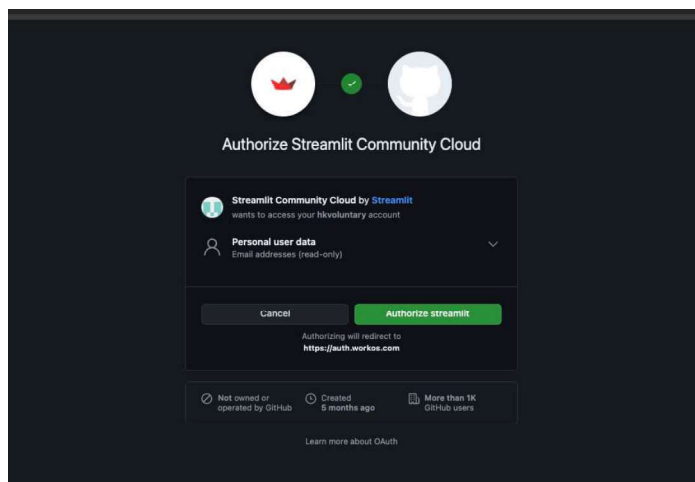 Authorize Streamlit Community Cloud
Streamlit Community Cloud by Streamlit
wants to access your hkvoluntary account
Personal user data
Email addresses (read-only)
Cancel
Authorize streamlit
Authorizing will redirect to
https://auth.workos.com
Not owned or
operated by GitHub
Created
5 months ago
More than 1K
GitHub users
Learn more about OAuth